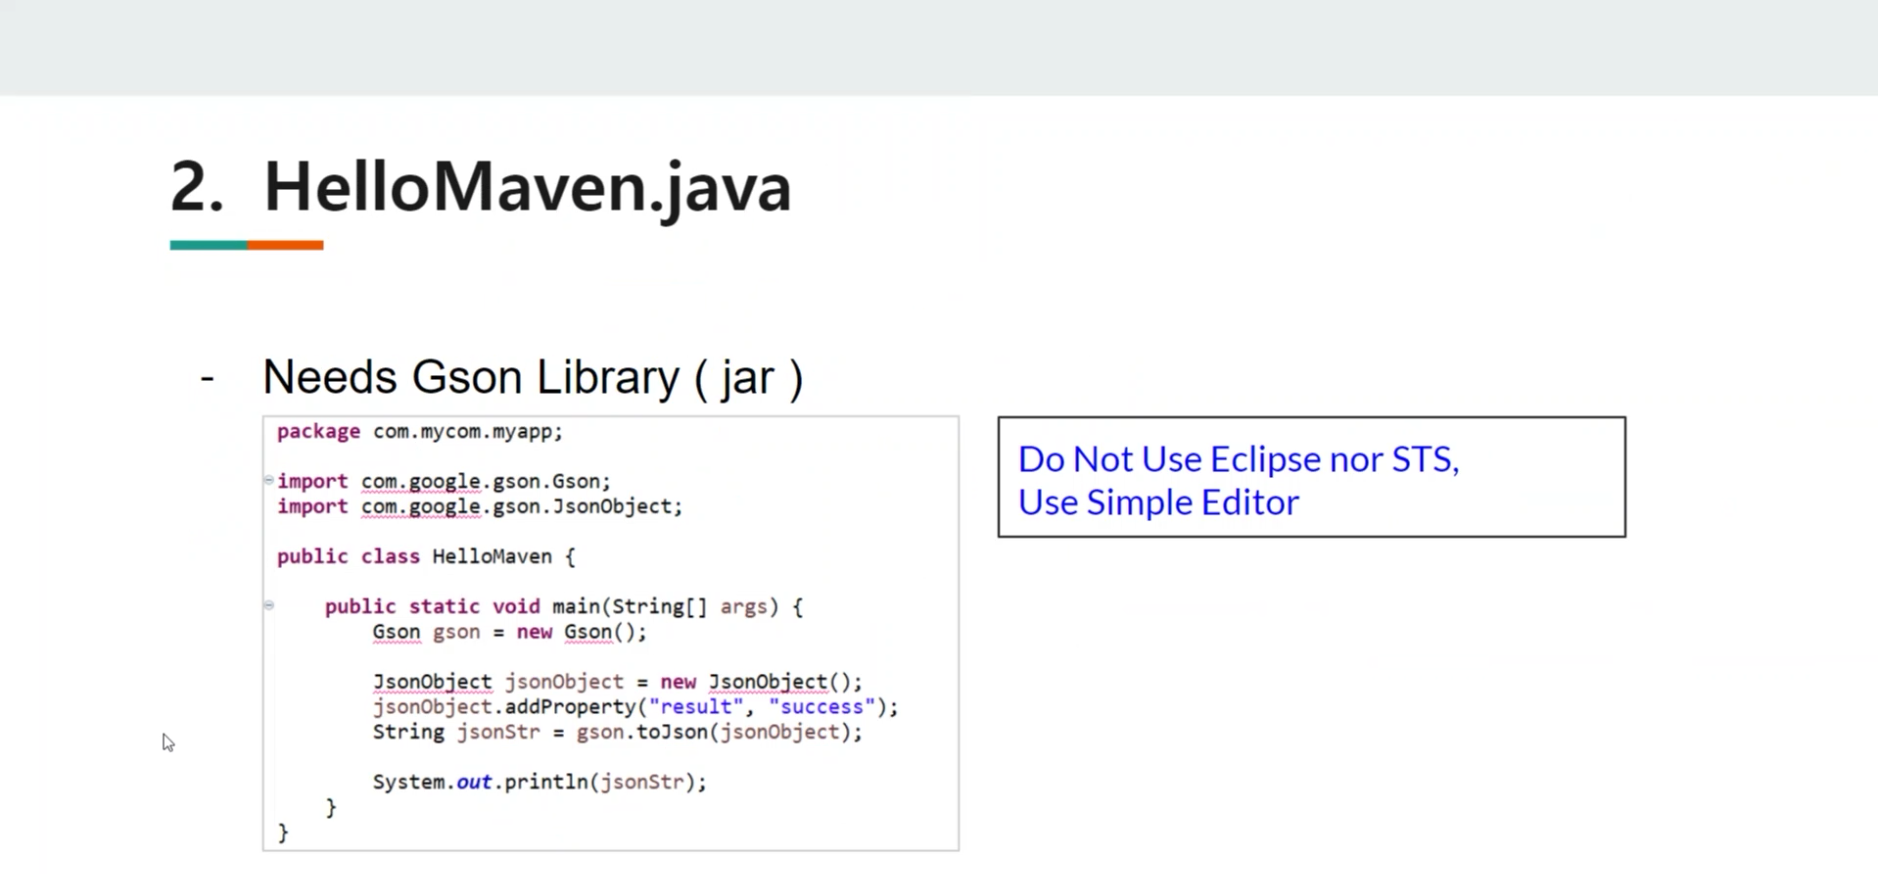 2. HelloMaven.java
- Needs Gson Library ( jar )
package com.mycom.myapp;
import com.google.gson.Gson;
import com.google.gson.JsonObject;
public class HelloMaven {
public static void main(String[] args) {
Gson gson = new Gson();
JsonObject jsonObject = new JsonObject();
jsonObject.addProperty("result", "success");
String jsonStr = gson.toJson(jsonObject);
System.out.println(jsonStr);
}
}
Do Not Use Eclipse nor STS,
Use Simple Editor